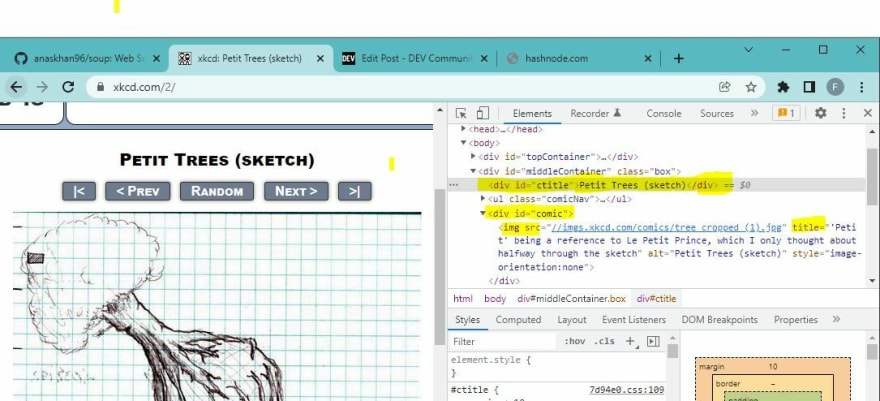 anaskhan96/soup: Web S
xkcd: Petit Trees (sketch)
DEV Edit Post - DEV Commun
hashnode.com
xkcd.com/2/
F
Elements Recorder Console Sources » 1
<head>…</head>
<body>
<div id="topContainer">…</div>
<div id="middleContainer" class="box">
<div id="ctitle">Petit Trees (sketch)</div> == $0
<ul class="comicNav">…</ul>
<div id="comic">
<img src="//imgs.xkcd.com/comics/tree_cropped_(1).jpg" title="'Peti
t' being a reference to Le Petit Prince, which I only thought about
halfway through the sketch" alt="Petit Trees (sketch)" style="image-
orientation:none">
</div>
html body div#middleContainer.box div#ctitle
Styles Computed Layout Event Listeners DOM Breakpoints Properties »
Filter :hov .cls +
element.style {
}
#ctitle { 7d94e0.css:109
margin 10
border –
padding
Petit Trees (sketch)
|< < Prev Random Next > >|